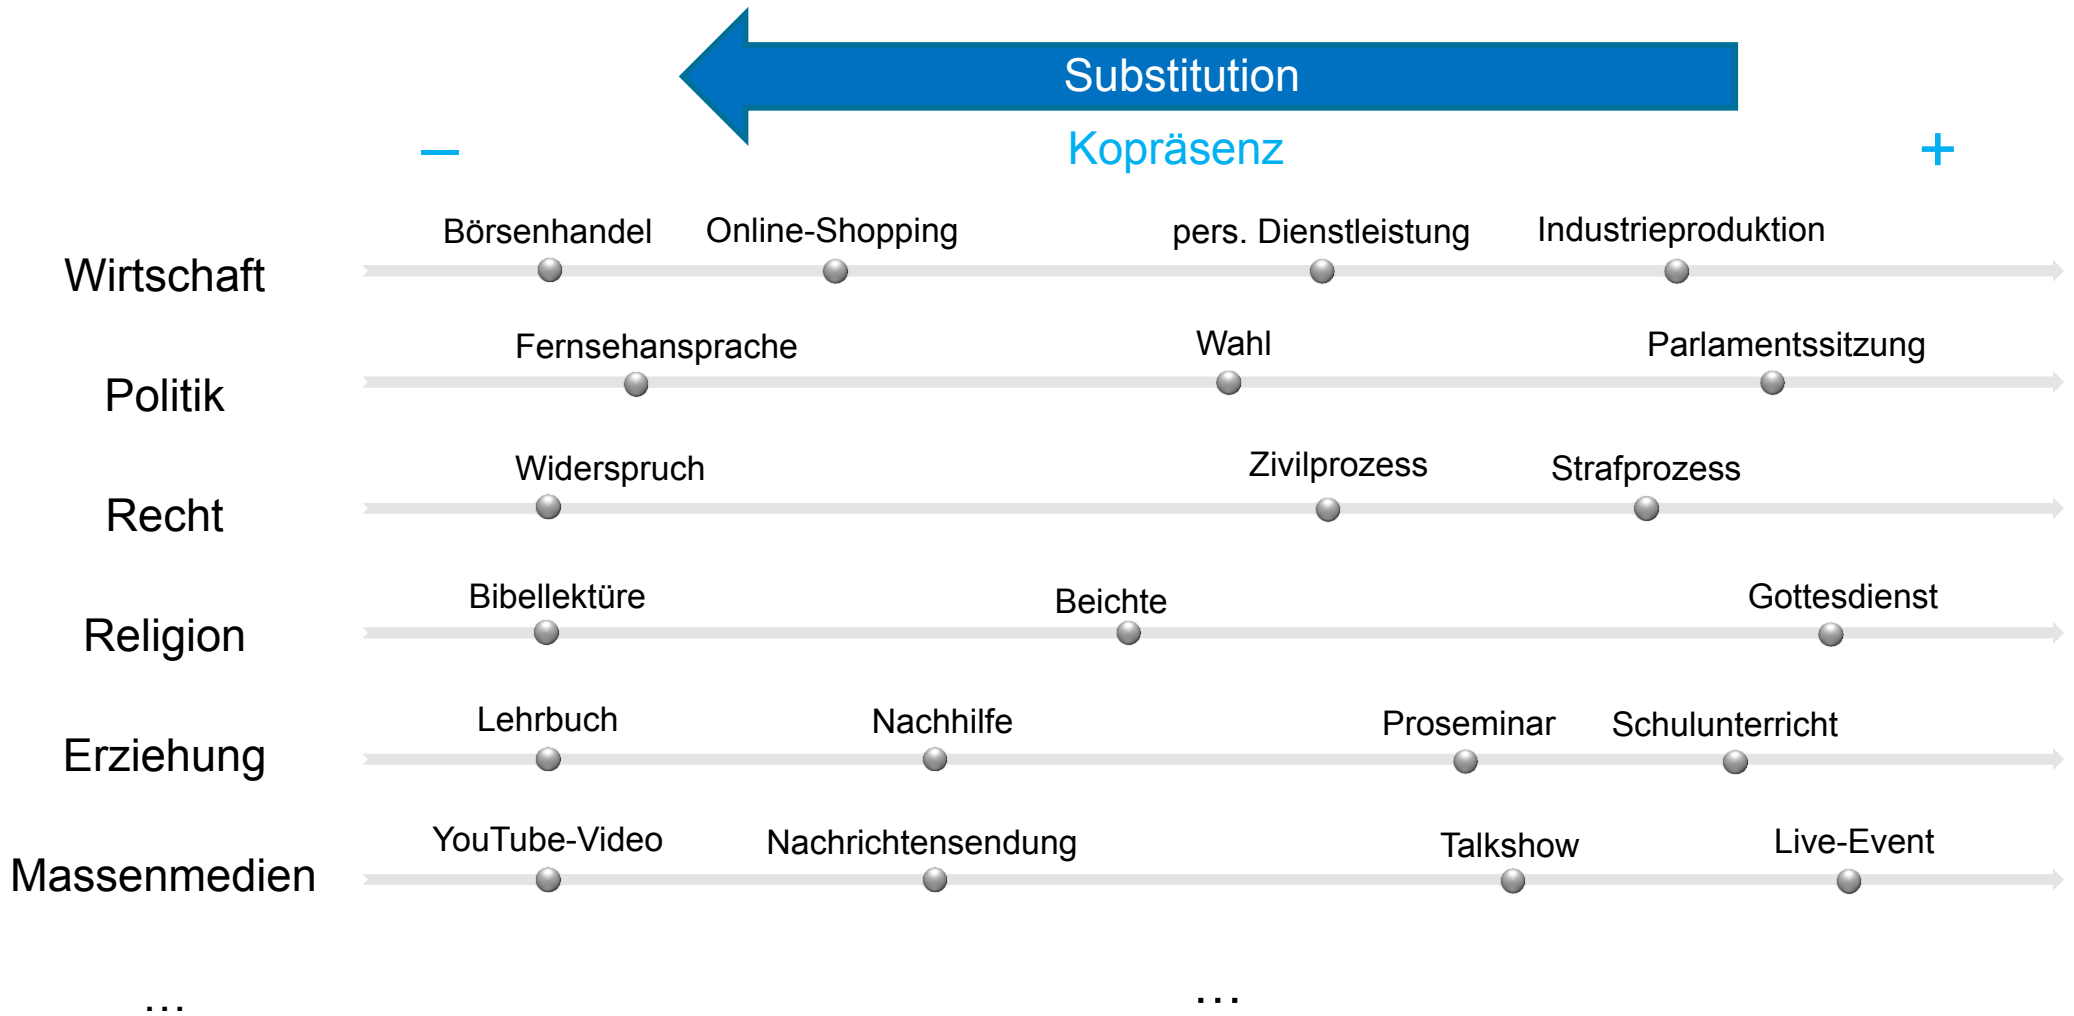 Substitution
– Kopräsenz +
Börsenhandel Online-Shopping pers. Dienstleistung Industrieproduktion
Wirtschaft
Fernsehansprache Wahl Parlamentssitzung
Politik
Widerspruch Zivilprozess Strafprozess
Recht
Bibellektüre Beichte Gottesdienst
Religion
Lehrbuch Nachhilfe Proseminar Schulunterricht
Erziehung
YouTube-Video Nachrichtensendung Talkshow Live-Event
Massenmedien
... ...